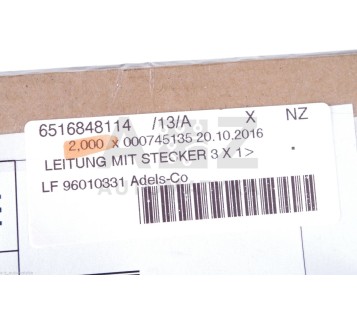 6516848114 /13/A X NZ
2,000 x 000745135 20.10.2016
LEITUNG MIT STECKER 3 X 1>
LF 96010331 Adels-Co